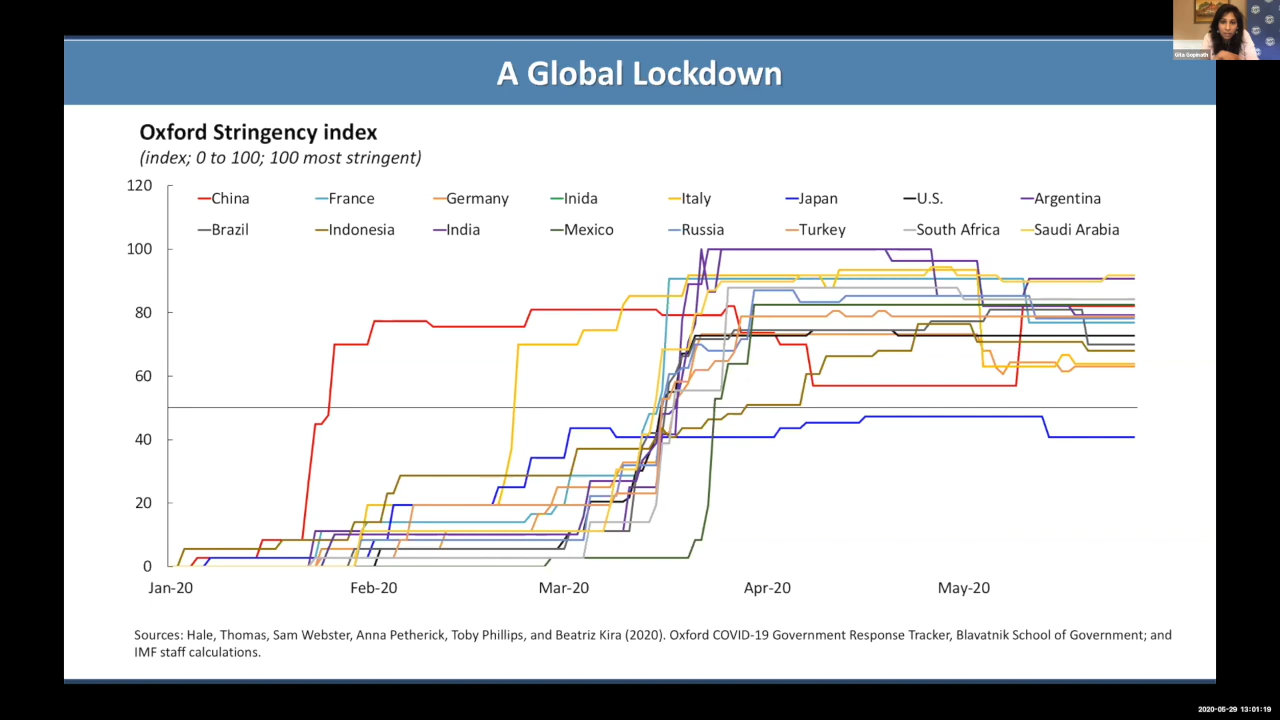 Gita Gopinath
A Global Lockdown
Oxford Stringency index
(index; 0 to 100; 100 most stringent)
120
China France Germany Inida Italy Japan U.S. Argentina
Brazil Indonesia India Mexico Russia Turkey South Africa Saudi Arabia
100
80
60
40
20
0
Jan-20 Feb-20 Mar-20 Apr-20 May-20
Sources: Hale, Thomas, Sam Webster, Anna Petherick, Toby Phillips, and Beatriz Kira (2020). Oxford COVID-19 Government Response Tracker, Blavatnik School of Government; and
IMF staff calculations.
2020-05-29 13:01:19